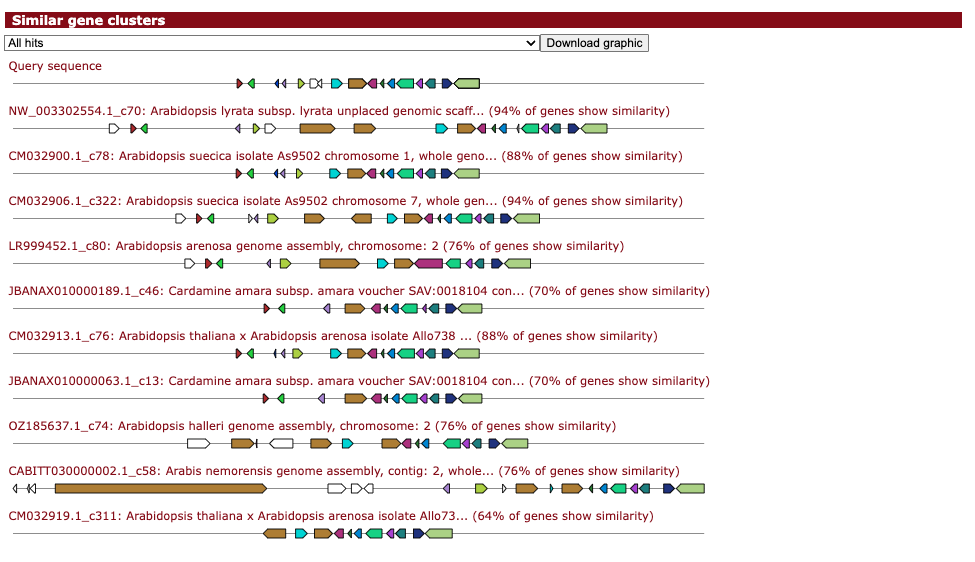 Similar gene clusters
All hits Download graphic
Query sequence
NW_003302554.1_c70: Arabidopsis lyrata subsp. lyrata unplaced genomic scaff... (94% of genes show similarity)
CM032900.1_c78: Arabidopsis suecica isolate As9502 chromosome 1, whole geno... (88% of genes show similarity)
CM032906.1_c322: Arabidopsis suecica isolate As9502 chromosome 7, whole gen... (94% of genes show similarity)
LR999452.1_c80: Arabidopsis arenosa genome assembly, chromosome: 2 (76% of genes show similarity)
JBANAX010000189.1_c46: Cardamine amara subsp. amara voucher SAV:0018104 con... (70% of genes show similarity)
CM032913.1_c76: Arabidopsis thaliana x Arabidopsis arenosa isolate Allo738 ... (88% of genes show similarity)
JBANAX010000063.1_c13: Cardamine amara subsp. amara voucher SAV:0018104 con... (70% of genes show similarity)
OZ185637.1_c74: Arabidopsis halleri genome assembly, chromosome: 2 (76% of genes show similarity)
CABITT030000002.1_c58: Arabis nemorensis genome assembly, contig: 2, whole... (76% of genes show similarity)
CM032919.1_c311: Arabidopsis thaliana x Arabidopsis arenosa isolate Allo73... (64% of genes show similarity)